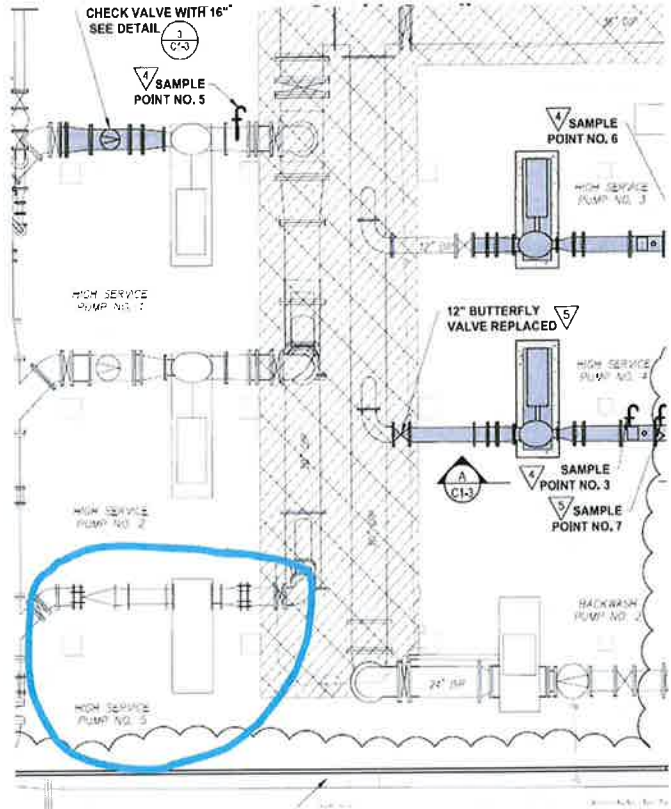 CHECK VALVE WITH 16"
SEE DETAIL
3
C1-3
4
SAMPLE
POINT NO. 5
4
SAMPLE
POINT NO. 6
HIGH SERVICE
PUMP NO. 3
12" DIP
HIGH SERVICE
PUMP NO. 1
12" BUTTERFLY
VALVE REPLACED
5
HIGH SERVICE
PUMP NO. 4
A
C1-3
4
SAMPLE
POINT NO. 3
5
SAMPLE
POINT NO. 7
HIGH SERVICE
PUMP NO. 2
BACKWASH
PUMP NO. 2
24" DIP
HIGH SERVICE
PUMP NO. 5